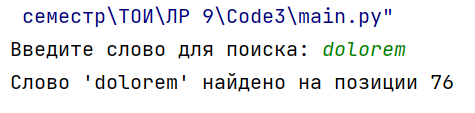 семестр\ТОИ\ЛР 9\Code3\main.py"
Введите слово для поиска: dolorem
Слово 'dolorem' найдено на позиции 76